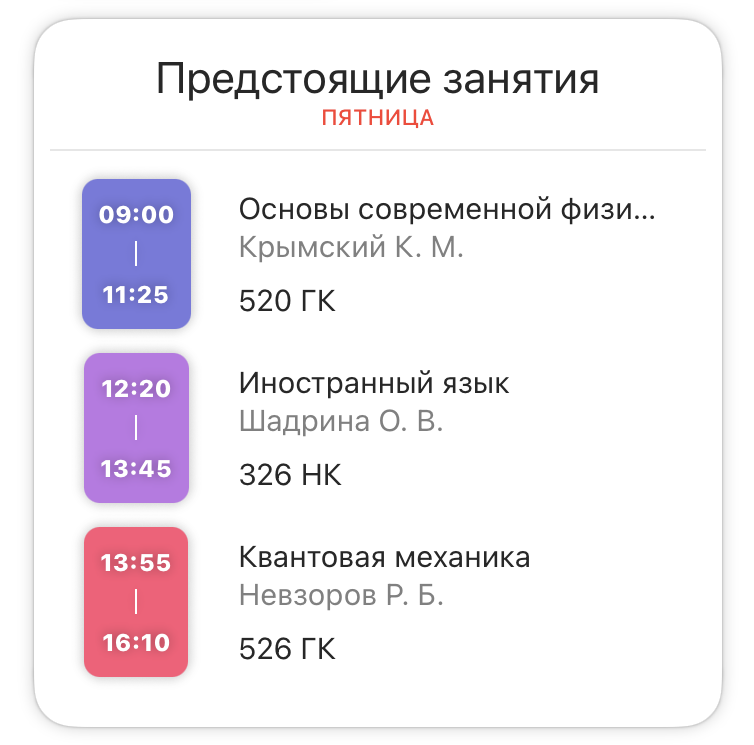 Предстоящие занятия
ПЯТНИЦА
09:00
11:25
Основы современной физи...
Крымский К. М.
520 ГК
12:20
13:45
Иностранный язык
Шадрина О. В.
326 НК
13:55
16:10
Квантовая механика
Невзоров Р. Б.
526 ГК